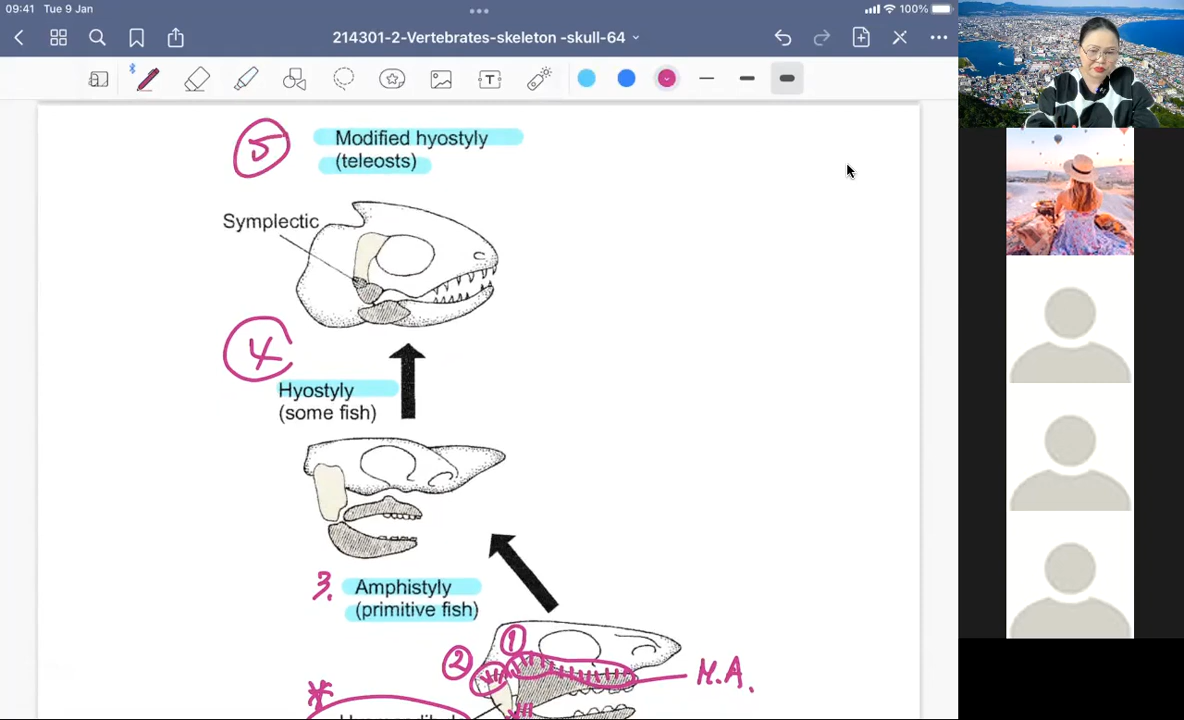 09:41 Tue 9 Jan
100%
214301-2-Vertebrates-skeleton -skull-64
5
Modified hyostyly
(teleosts)
Symplectic
4
Hyostyly
(some fish)
3.
Amphistyly
(primitive fish)
1
2
M.A.